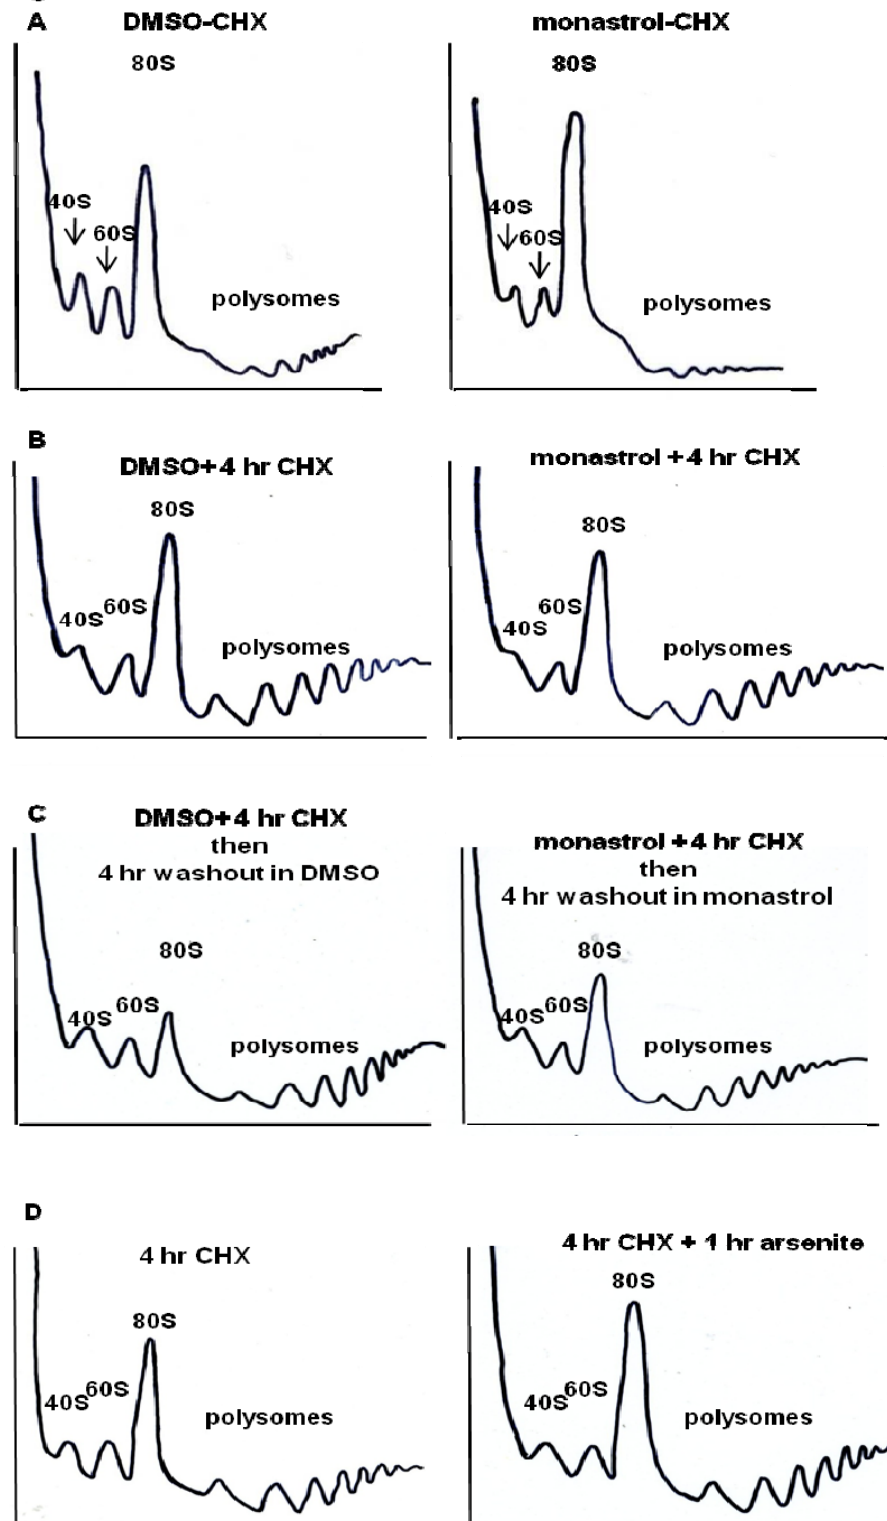 A
DMSO-CHX
80S
40S
60S
polysomes
monastrol-CHX
80S
40S
60S
polysomes
B
DMSO+4 hr CHX
80S
40S
60S
polysomes
monastrol +4 hr CHX
80S
60S
40S
polysomes
C
DMSO+4 hr CHX
then
4 hr washout in DMSO
80S
40S
60S
polysomes
monastrol +4 hr CHX
then
4 hr washout in monastrol
80S
40S
60S
polysomes
D
4 hr CHX
80S
40S
60S
polysomes
4 hr CHX + 1 hr arsenite
80S
40S
60S
polysomes